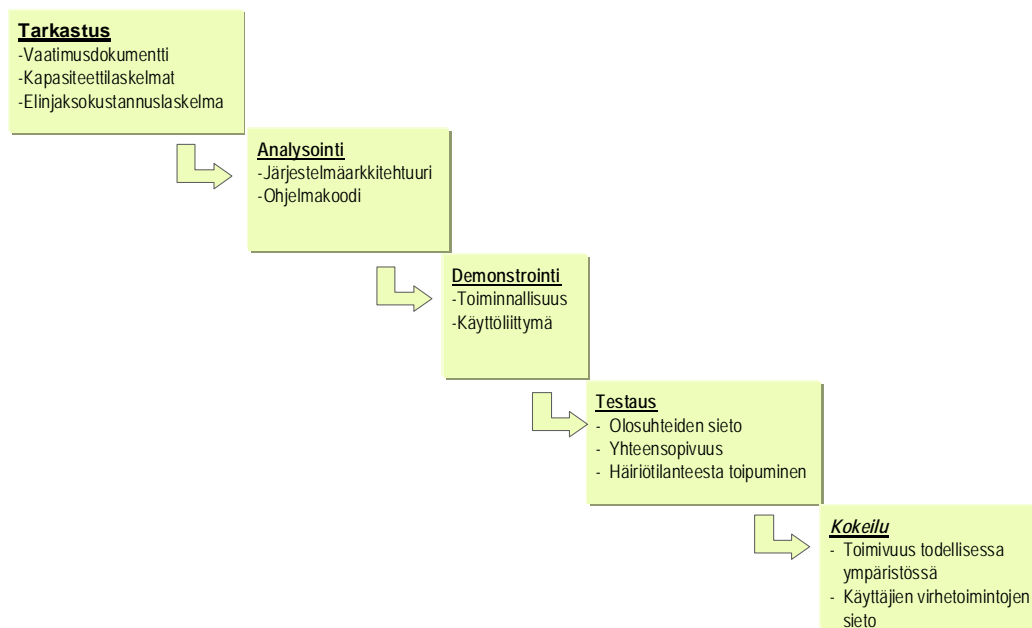 Tarkastus
-Vaatimusdokumentti
-Kapasiteettilaskelmat
-Elinjaksokustannuslaskelma
Analysointi
-Järjestelmäarkkitehtuuri
-Ohjelmakoodi
Demonstrointi
-Toiminnallisuus
-Käyttöliittymä
Testaus
- Olosuhteiden sieto
- Yhteensopivuus
- Häiriötilanteesta toipuminen
Kokeilu
- Toimivuus todellisessa
ympäristössä
- Käyttäjien virhetoimintojen
sieto